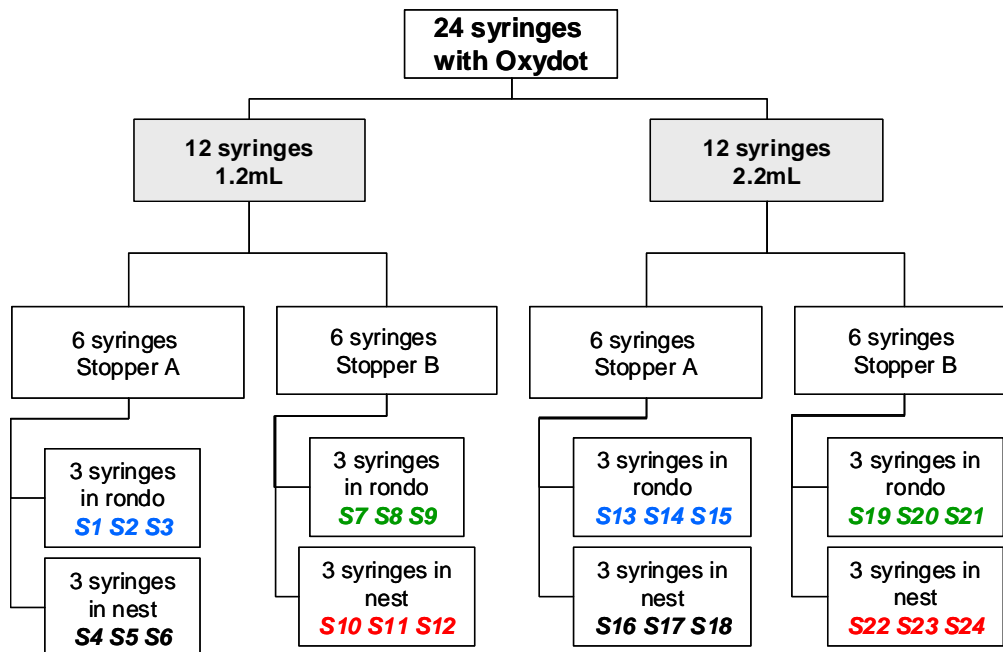 24 syringes
with Oxydot
12 syringes
1.2mL
12 syringes
2.2mL
6 syringes
Stopper A
6 syringes
Stopper B
6 syringes
Stopper A
6 syringes
Stopper B
3 syringes
in rondo
S1 S2 S3
3 syringes
in rondo
S7 S8 S9
3 syringes in
rondo
S13 S14 S15
3 syringes in
rondo
S19 S20 S21
3 syringes
in nest
S4 S5 S6
3 syringes in
nest
S10 S11 S12
3 syringes in
nest
S16 S17 S18
3 syringes in
nest
S22 S23 S24